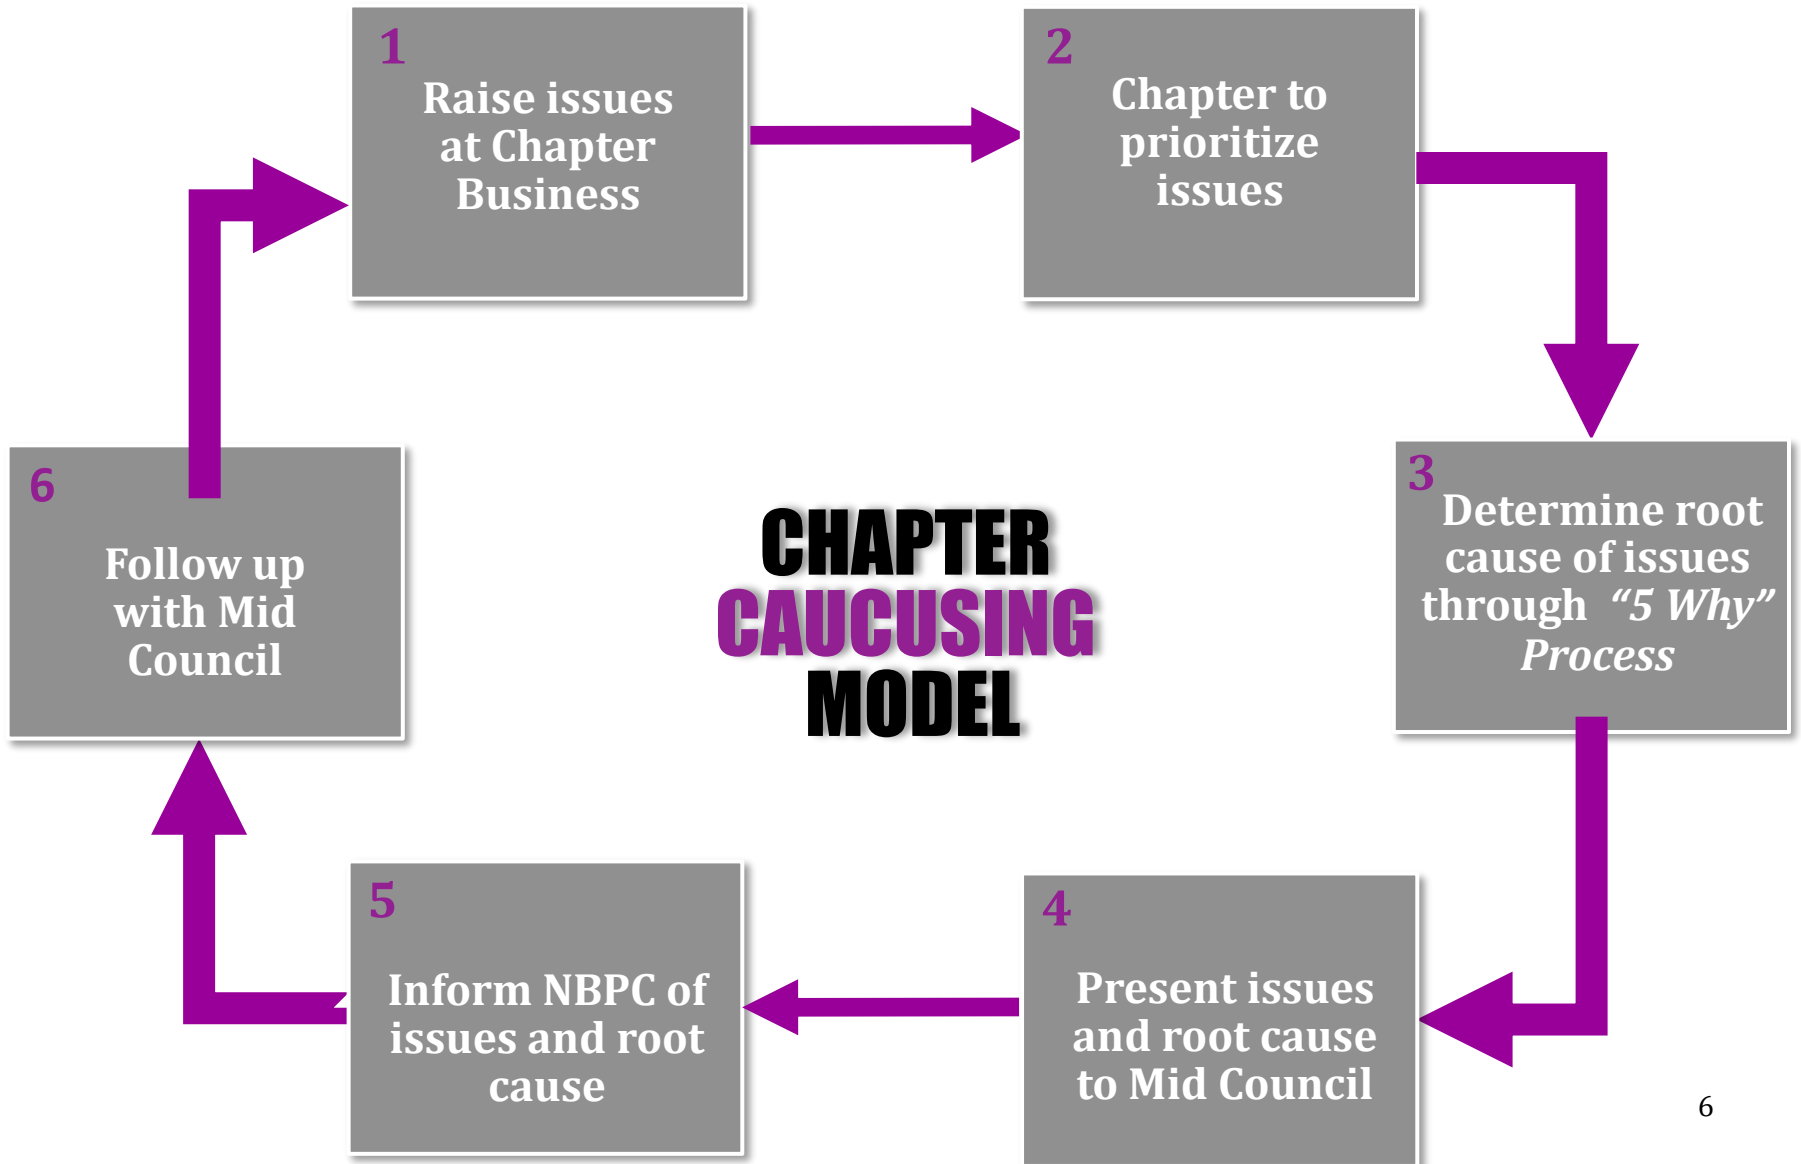 1
Raise issues
at Chapter
Business
2
Chapter to
prioritize
issues
3
Determine root
cause of issues
through “5 Why”
Process
4
Present issues
and root cause
to Mid Council
5
Inform NBPC of
issues and root
cause
6
Follow up
with Mid
Council
CHAPTER
CAUCUSING
MODEL
6